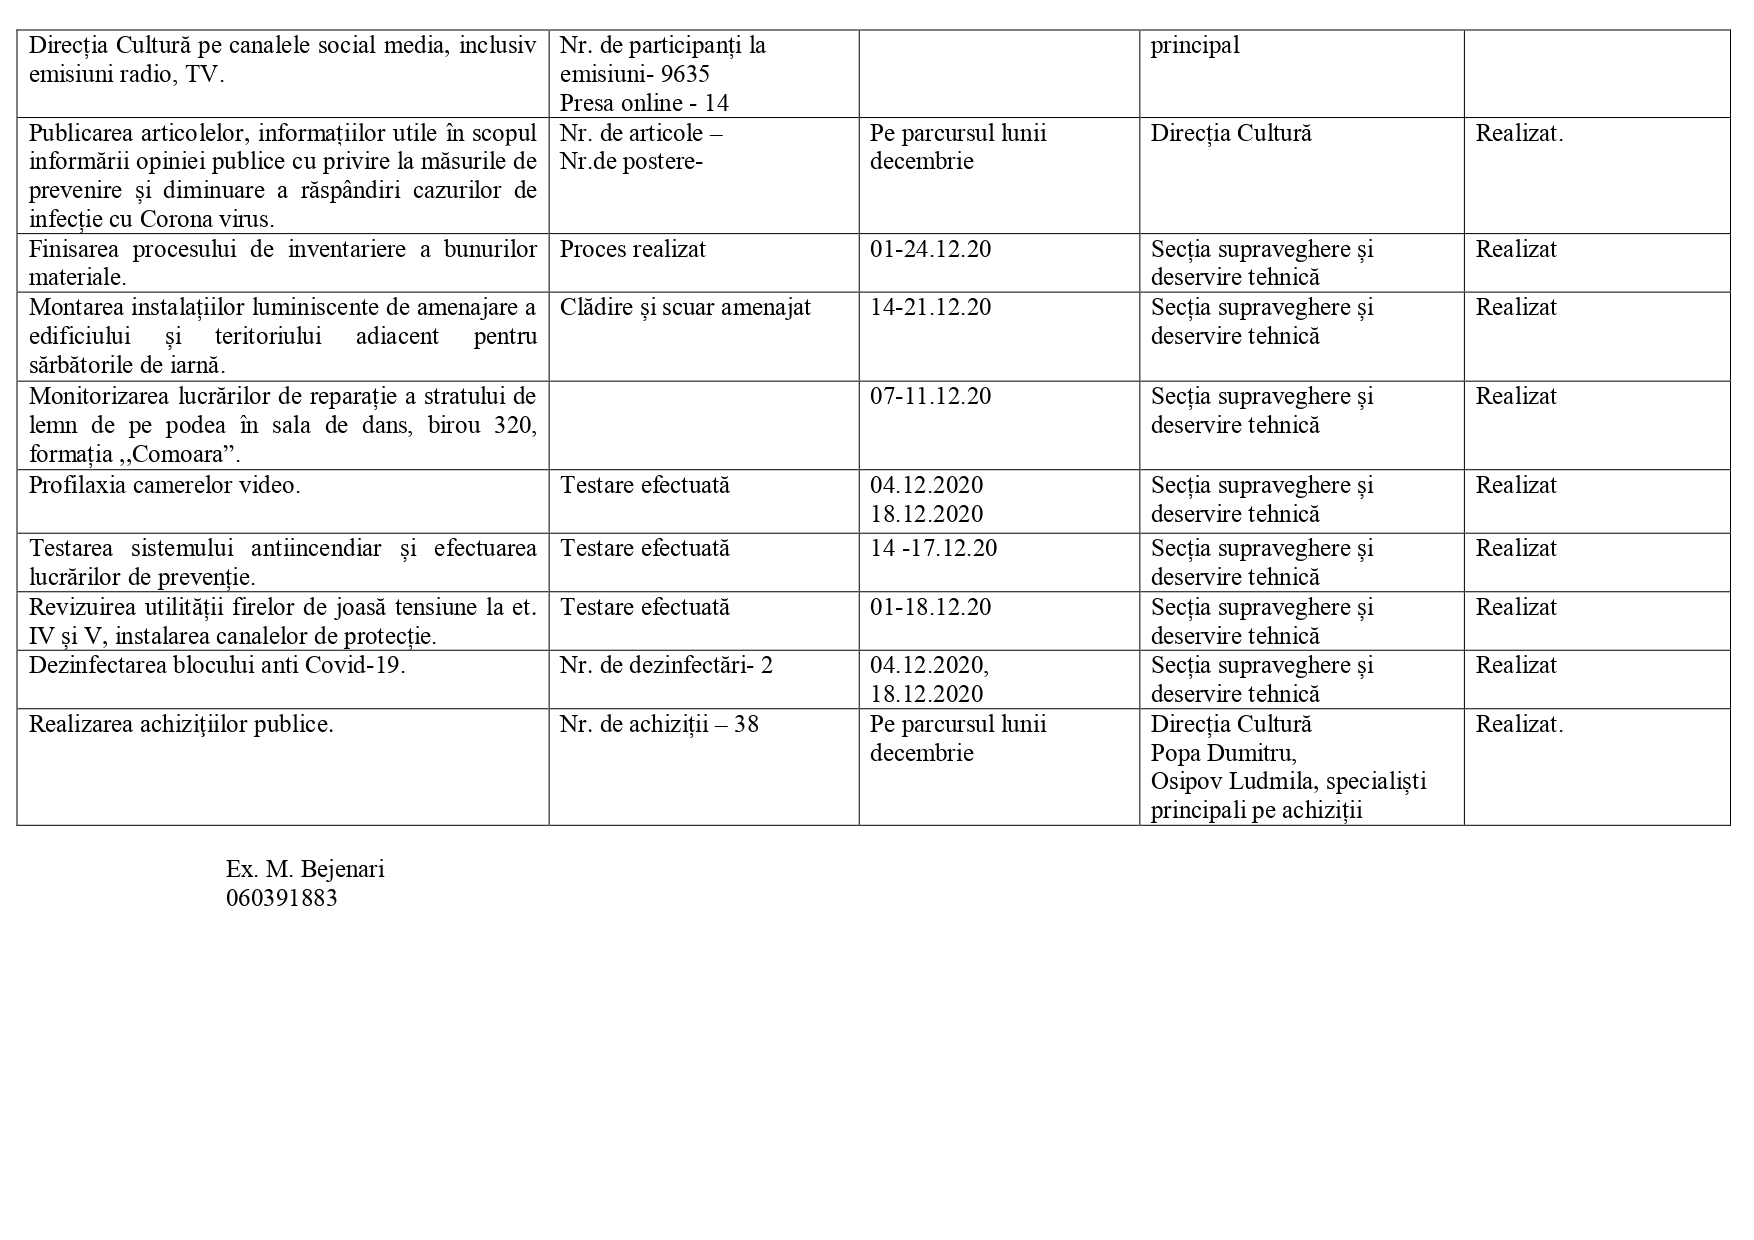 Direcția Cultură pe canalele social media, inclusiv
emisiuni radio, TV.
Nr. de participanți la
emisiuni- 9635
Presa online - 14
principal
Publicarea articolelor, informațiilor utile în scopul
informării opiniei publice cu privire la măsurile de
prevenire și diminuare a răspândiri cazurilor de
infecție cu Corona virus.
Nr. de articole –
Nr.de postere-
Pe parcursul lunii
decembrie
Direcția Cultură
Realizat.
Finisarea procesului de inventariere a bunurilor
materiale.
Proces realizat
01-24.12.20
Secția supraveghere și
deservire tehnică
Realizat
Montarea instalațiilor luminiscente de amenajare a
edificiului și teritoriului adiacent pentru
sărbătorile de iarnă.
Clădire și scuar amenajat
14-21.12.20
Secția supraveghere și
deservire tehnică
Realizat
Monitorizarea lucrărilor de reparație a stratului de
lemn de pe podea în sala de dans, birou 320,
formația ,,Comoara”.
07-11.12.20
Secția supraveghere și
deservire tehnică
Realizat
Profilaxia camerelor video.
Testare efectuată
04.12.2020
18.12.2020
Secția supraveghere și
deservire tehnică
Realizat
Testarea sistemului antiincendiar și efectuarea
lucrărilor de prevenție.
Testare efectuată
14 -17.12.20
Secția supraveghere și
deservire tehnică
Realizat
Revizuirea utilității firelor de joasă tensiune la et.
IV și V, instalarea canalelor de protecție.
Testare efectuată
01-18.12.20
Secția supraveghere și
deservire tehnică
Realizat
Dezinfectarea blocului anti Covid-19.
Nr. de dezinfectări- 2
04.12.2020,
18.12.2020
Secția supraveghere și
deservire tehnică
Realizat
Realizarea achiziţiilor publice.
Nr. de achiziții – 38
Pe parcursul lunii
decembrie
Direcția Cultură
Popa Dumitru,
Osipov Ludmila, specialiști
principali pe achiziții
Realizat.
Ex. M. Bejenari
060391883